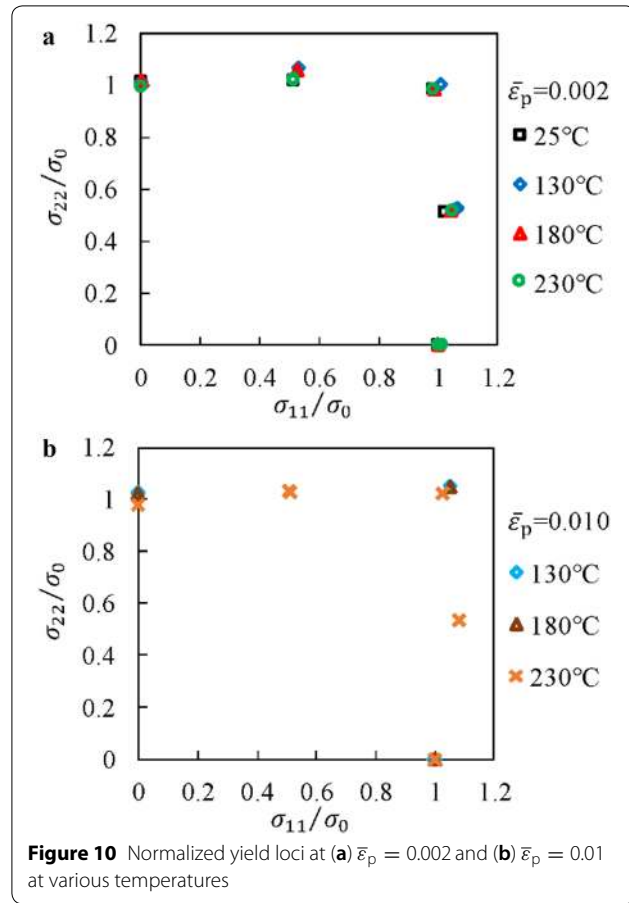 a
1.2
1
0.8
0.6
0.4
0.2
0
σ₂₂/σ₀
0 0.2 0.4 0.6 0.8 1 1.2
σ₁₁/σ₀
ε̄ₚ=0.002
25℃
130℃
180℃
230℃
b
1.2
1
0.8
0.6
0.4
0.2
0
σ₂₂/σ₀
0 0.2 0.4 0.6 0.8 1 1.2
σ₁₁/σ₀
ε̄ₚ=0.010
130℃
180℃
230℃
Figure 10 Normalized yield loci at (a) ε̄ₚ = 0.002 and (b) ε̄ₚ = 0.01
at various temperatures